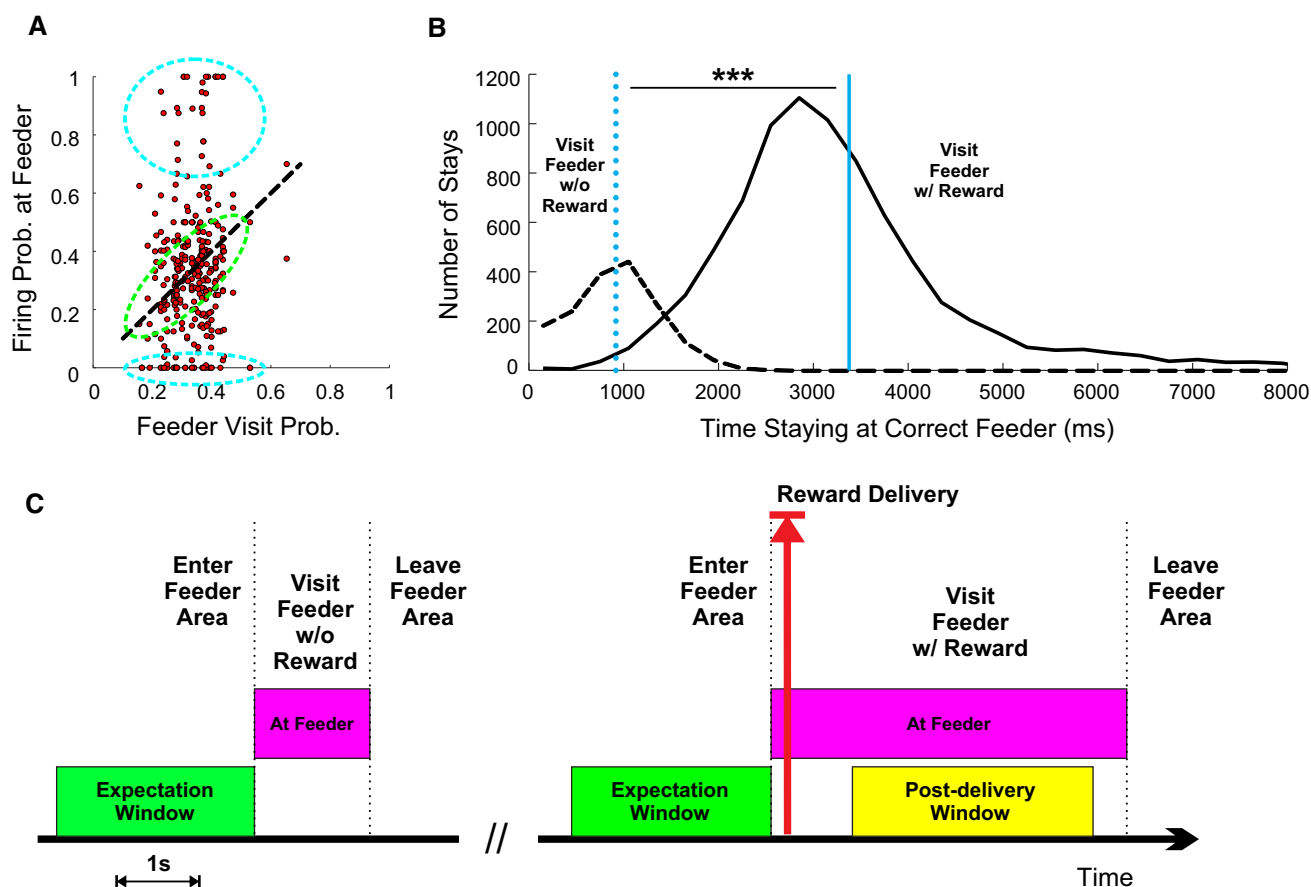 A
Firing Prob. at Feeder
1
0.8
0.6
0.4
0.2
0
0 0.2 0.4 0.6 0.8 1
Feeder Visit Prob.
B
Number of Stays
1200
1000
800
600
400
200
0
***
Visit
Feeder
w/o
Reward
Visit
Feeder
w/ Reward
0 1000 2000 3000 4000 5000 6000 7000 8000
Time Staying at Correct Feeder (ms)
C
Enter
Feeder
Area
Visit
Feeder
w/o
Reward
Leave
Feeder
Area
At Feeder
Expectation
Window
1s
//
Reward Delivery
Enter
Feeder
Area
Visit
Feeder
w/ Reward
Leave
Feeder
Area
At Feeder
Expectation
Window
Post-delivery
Window
Time